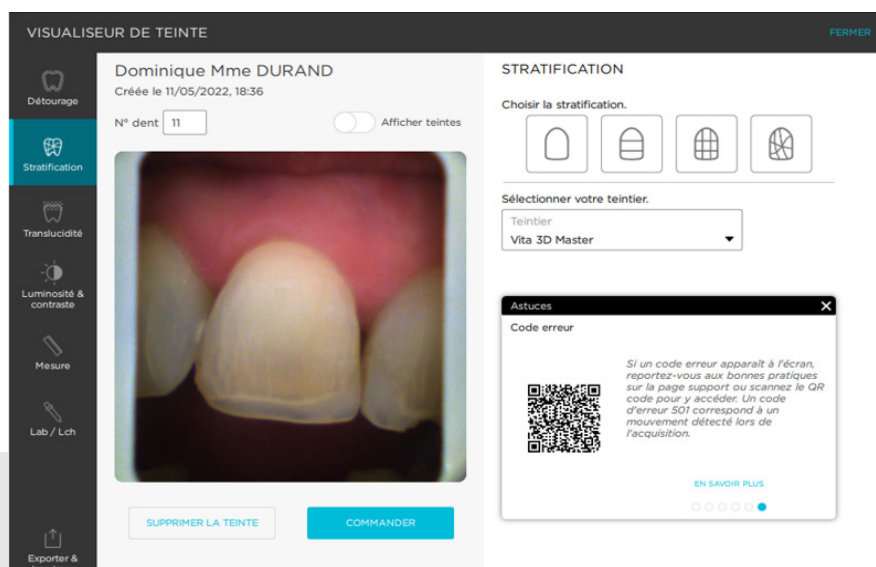 VISUALISEUR DE TEINTE
FERMER
Détourage
Stratification
Translucidité
Luminosité &
contraste
Mesure
Lab / Lch
Exporter &
Dominique Mme DURAND
Créée le 11/05/2022, 18:36
N° dent 11
Afficher teintes
SUPPRIMER LA TEINTE
COMMANDER
STRATIFICATION
Choisir la stratification.
Sélectionner votre teintier.
Teintier
Vita 3D Master
Astuces
Code erreur
Si un code erreur apparaît à l'écran,
reportez-vous aux bonnes pratiques
sur la page support ou scannez le QR
code pour y accéder. Un code
d'erreur 501 correspond à un
mouvement détecté lors de
l'acquisition.
EN SAVOIR PLUS